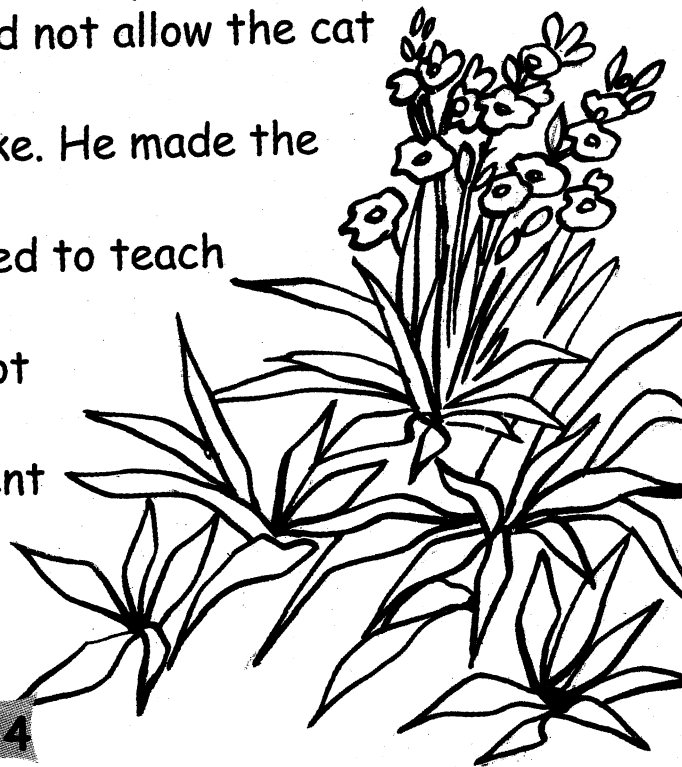 d not allow the cat
ke. He made the
ed to teach
ot
nt
4